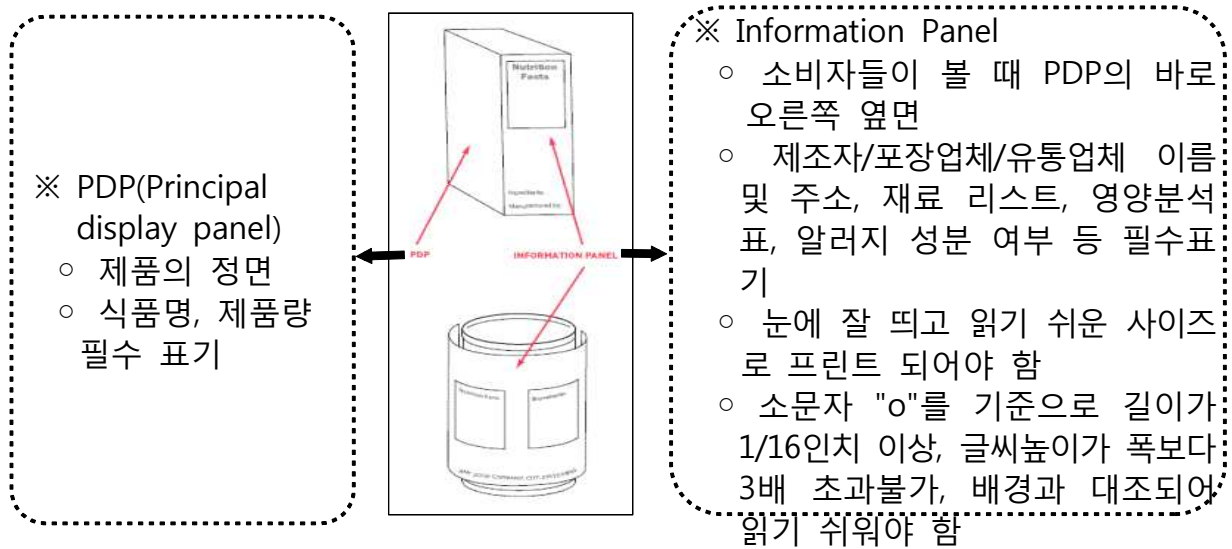 ※ PDP(Principal
display panel)
○ 제품의 정면
○ 식품명, 제품량
필수 표기
Nutrition
Facts
Ingredients
Manufactured by
PDP
INFORMATION PANEL
Nutrition Facts
Ingredients
※ Information Panel
○ 소비자들이 볼 때 PDP의 바로
오른쪽 옆면
○ 제조자/포장업체/유통업체 이름
및 주소, 재료 리스트, 영양분석
표, 알러지 성분 여부 등 필수표
기
○ 눈에 잘 띄고 읽기 쉬운 사이즈
로 프린트 되어야 함
○ 소문자 "o"를 기준으로 길이가
1/16인치 이상, 글씨높이가 폭보다
3배 초과불가, 배경과 대조되어
읽기 쉬워야 함